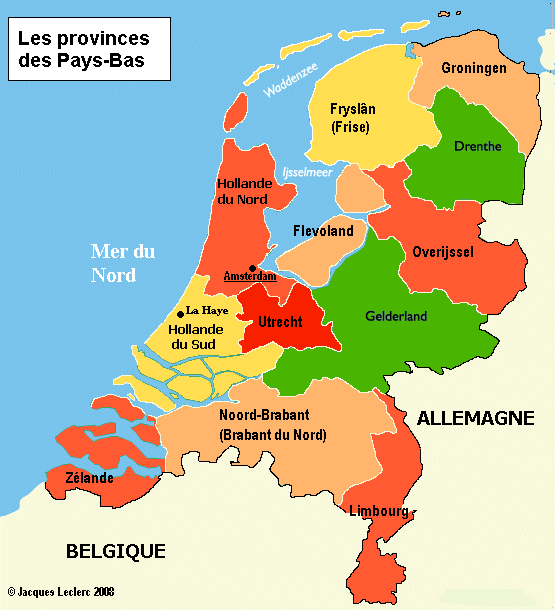 Les provinces
des Pays-Bas
Waddenzee
Groningen
Fryslân
(Frise)
Drenthe
Ijsselmeer
Hollande
du Nord
Flevoland
Overijssel
Mer du
Nord
Amsterdam
La Haye
Hollande
du Sud
Utrecht
Gelderland
Noord-Brabant
(Brabant du Nord)
ALLEMAGNE
Zélande
Limbourg
BELGIQUE
© Jacques Leclerc 2008